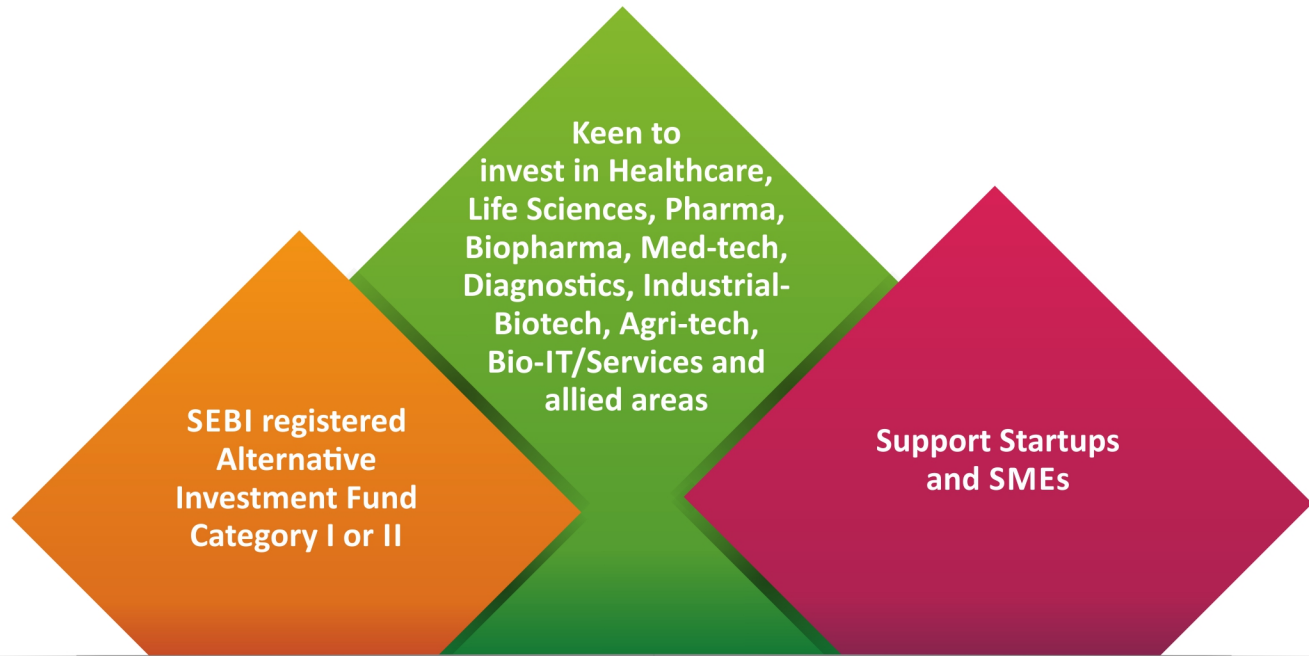 Keen to
invest in Healthcare,
Life Sciences, Pharma,
Biopharma, Med-tech,
Diagnostics, Industrial-
Biotech, Agri-tech,
Bio-IT/Services and
allied areas
SEBI registered
Alternative
Investment Fund
Category I or II
Support Startups
and SMEs